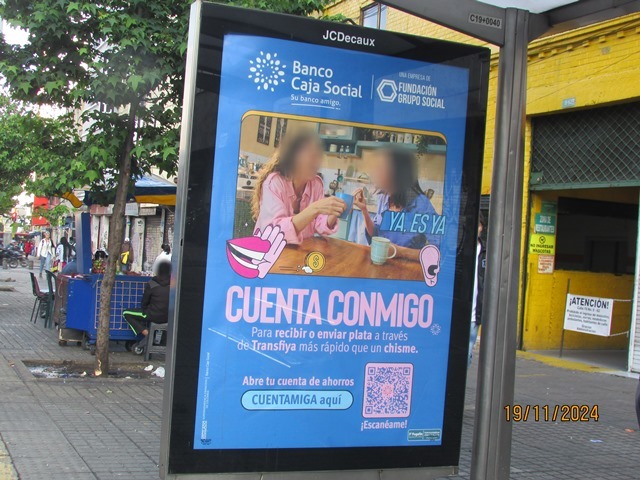 C19+0040
JCDecaux
Banco
Caja Social
Su banco amigo.
UNA EMPRESA DE
FUNDACIÓN
GRUPO SOCIAL
YA, ES YA
CUENTA CONMIGO
Para recibir o enviar plata a través
de Transfiya más rápido que un chisme.
Abre tu cuenta de ahorros
CUENTAMIGA aquí
¡Escanéame!
¡ATENCIÓN!
19/11/2024